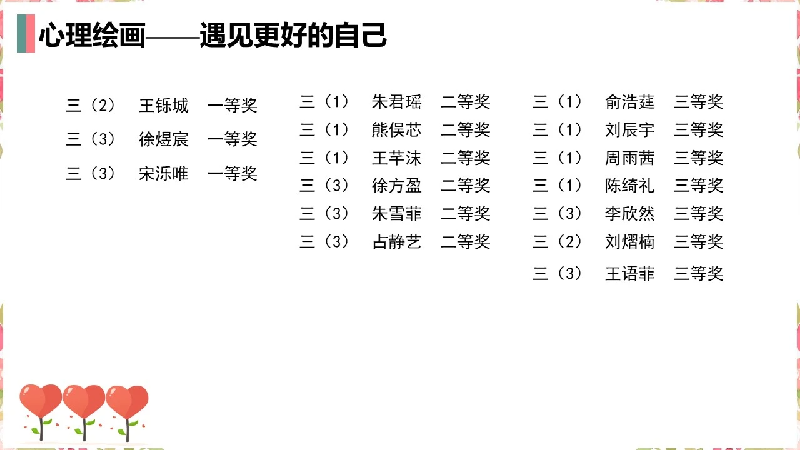 心理绘画——遇见更好的自己
三（2） 王铄城 一等奖
三（3） 徐煜宸 一等奖
三（3） 宋泺唯 一等奖
三（1） 朱君瑶 二等奖
三（1） 熊俣芯 二等奖
三（1） 王芊沫 二等奖
三（3） 徐方盈 二等奖
三（3） 朱雪菲 二等奖
三（3） 占静艺 二等奖
三（1） 俞浩莛 三等奖
三（1） 刘辰宇 三等奖
三（1） 周雨茜 三等奖
三（1） 陈绮礼 三等奖
三（3） 李欣然 三等奖
三（2） 刘熠楠 三等奖
三（3） 王语菲 三等奖